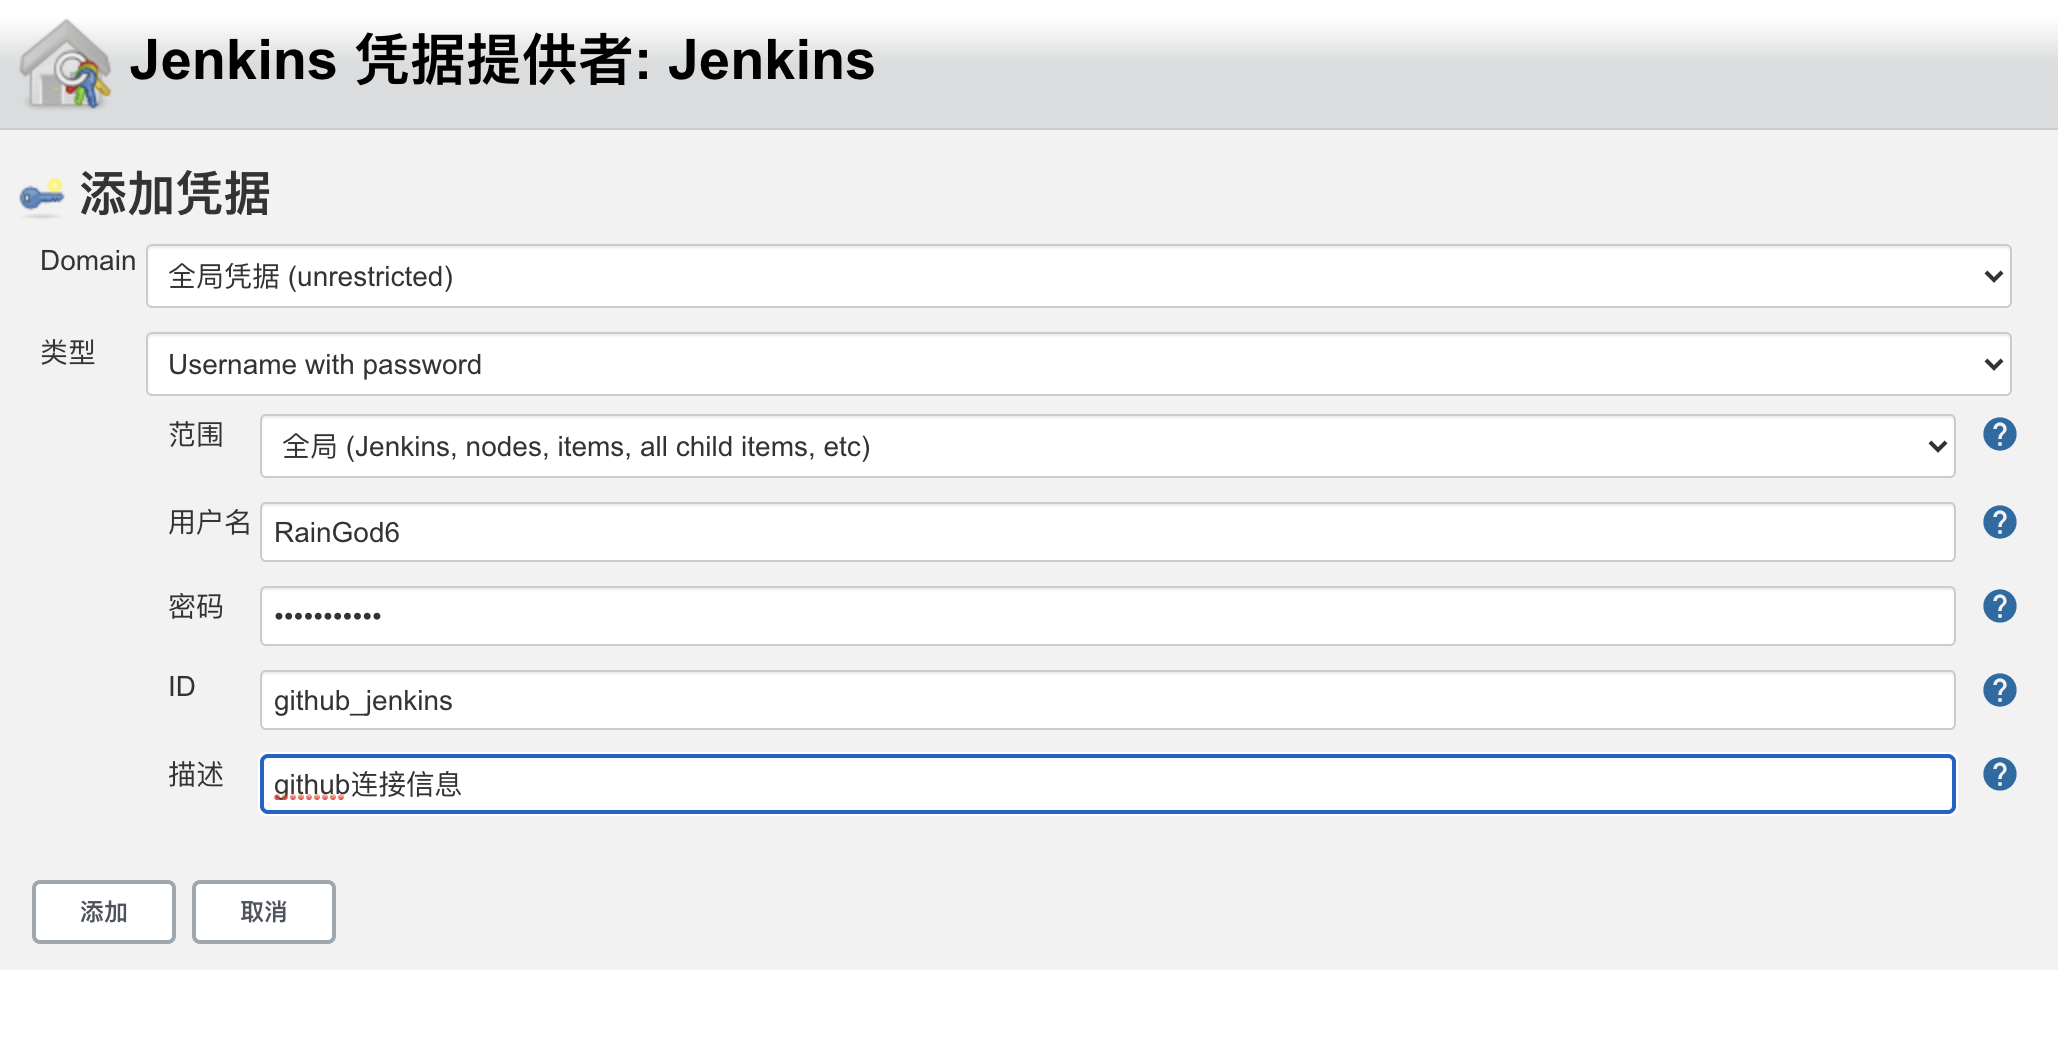 Jenkins 凭据提供者: Jenkins
添加凭据
Domain
全局凭据 (unrestricted)
类型
Username with password
范围
全局 (Jenkins, nodes, items, all child items, etc)
用户名
RainGod6
密码
•••••••••••
ID
github_jenkins
描述
github连接信息
添加
取消